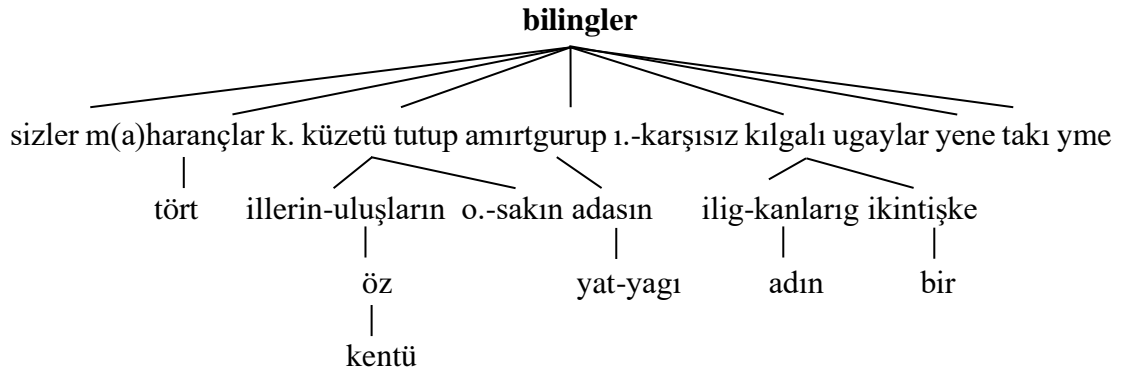 bilingler
sizler m(a)harançlar k. küzetü tutup amırtgurup ı.-karşısız kılgalı ugaylar yene takı yme
tört illerin-uluşların o.-sakın adasın ilig-kanlarıg ikintişke
öz yat-yagı adın bir
kentü